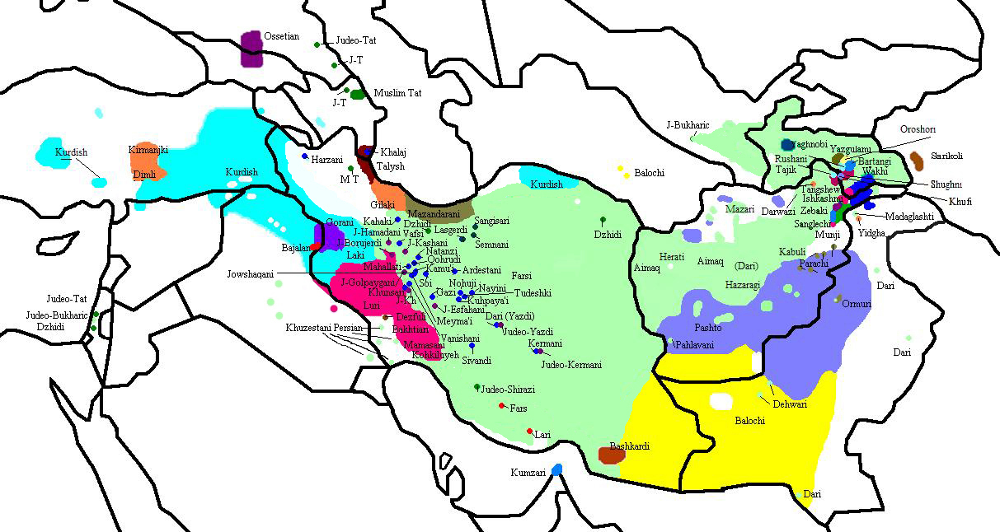 Ossetian
Judeo-Tat
J-T
J-T
Muslim Tat
Kurdish
Kirmanjki
Dimli
Kurdish
Harzani
Khalaj
Talysh
M T
Gilaki
Mazandarani
Kurdish
Balochi
J-Bukharic
Yaghnobi
Yazgulami
Oroshori
Sarikoli
Rushani
Bartangi
Tajik
Wakhi
Shughni
Khufi
Tangshew
Ishkashmi
Darwazi
Zebaki
Madaglashti
Sanglechi
Yidgha
Munji
Mazari
Gorani
Bajalan
Kahaki
Dzhidi
Sangisari
J-Hamadani
Vafsi
Lasgerdi
Semnani
J-Borujerdi
J-Kashani
Laki
Natanzi
Oohrudi
Mahallati
Kamu'i
Ardestani
Farsi
Jowshaqani
J-Golpaygani
Soi
Nohuji
Nayini
Khunsari
J-Kh
Gazi
Tudeshki
Kuhpaya'i
Luri
J-Esfahani
Meyma'i
Dari (Yazdi)
Judeo-Yazdi
Dezfuli
Khuzestani Persian
Bakhtian
Vanishani
Mamasani
Kohkiluyeh
Sivandi
Kermani
Judeo-Kermani
Judeo-Shirazi
Fars
Lari
Bashkardi
Kumzari
Judeo-Tat
Judeo-Bukharic
Dzhidi
Dzhidi
Aimaq
Herati
Aimaq
(Dari)
Hazaragi
Kabuli
Parachi
Dari
Ormuri
Pashto
Pahlavani
Dari
Dehwari
Balochi
Dari